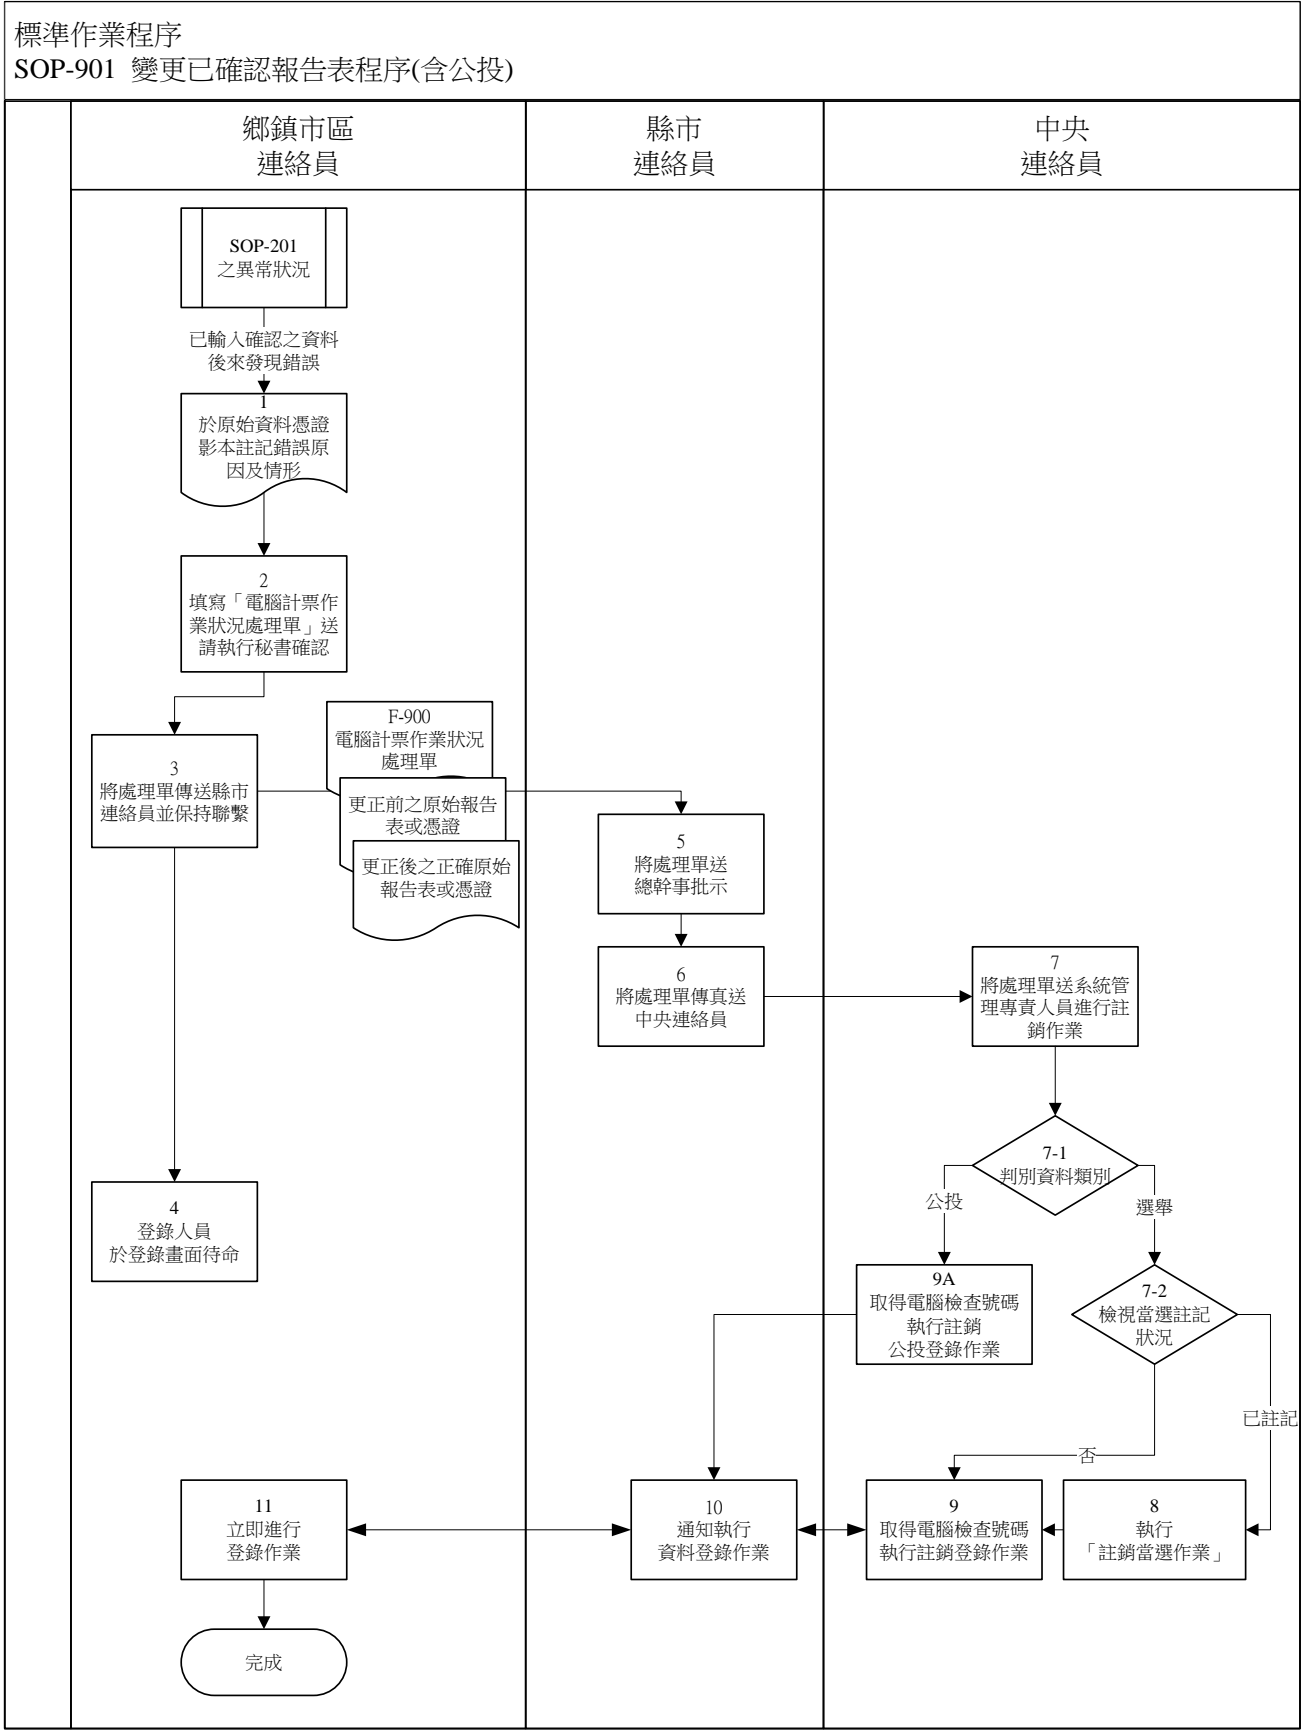 標準作業程序
SOP-901 變更已確認報告表程序(含公投)
鄉鎮市區
連絡員
縣市
連絡員
中央
連絡員
SOP-201
之異常狀況
已輸入確認之資料
後來發現錯誤
1
於原始資料憑證
影本註記錯誤原
因及情形
2
填寫「電腦計票作
業狀況處理單」送
請執行秘書確認
3
將處理單傳送縣市
連絡員並保持聯繫
F-900
電腦計票作業狀況
處理單
更正前之原始報告
表或憑證
更正後之正確原始
報告表或憑證
5
將處理單送
總幹事批示
6
將處理單傳真送
中央連絡員
7
將處理單送系統管
理專責人員進行註
銷作業
7-1
判別資料類別
公投
選舉
4
登錄人員
於登錄畫面待命
9A
取得電腦檢查號碼
執行註銷
公投登錄作業
7-2
檢視當選註記
狀況
已註記
否
11
立即進行
登錄作業
10
通知執行
資料登錄作業
9
取得電腦檢查號碼
執行註銷登錄作業
8
執行
「註銷當選作業」
完成